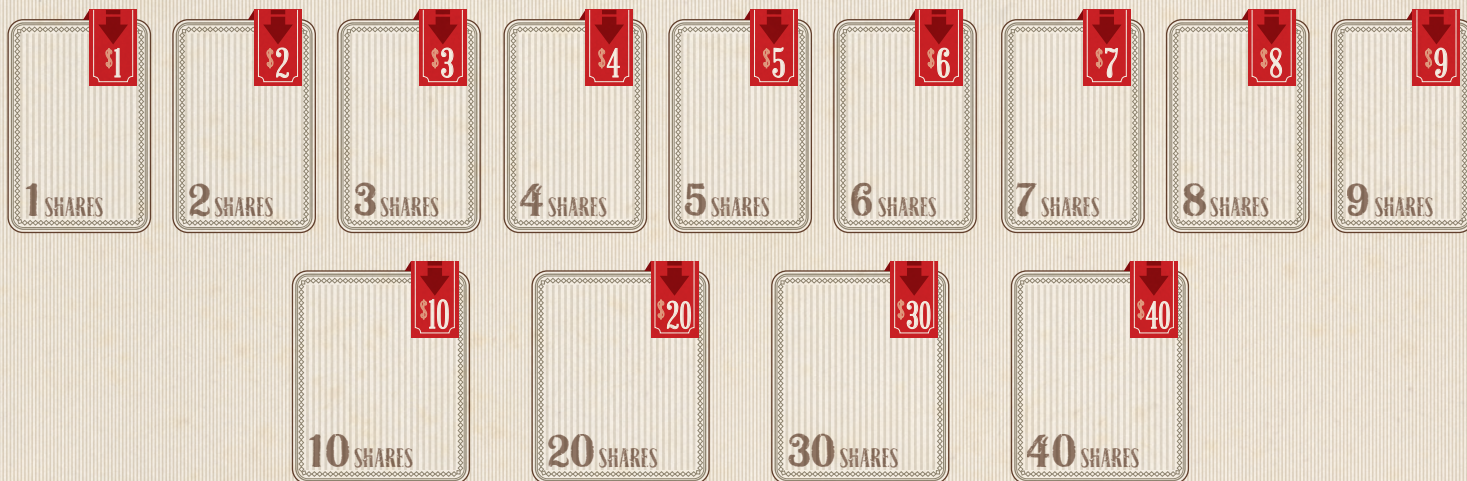 $1
$2
$3
$4
$5
$6
$7
$8
$9
1 SHARES
2 SHARES
3 SHARES
4 SHARES
5 SHARES
6 SHARES
7 SHARES
8 SHARES
9 SHARES
$10
$20
$30
$40
10 SHARES
20 SHARES
30 SHARES
40 SHARES